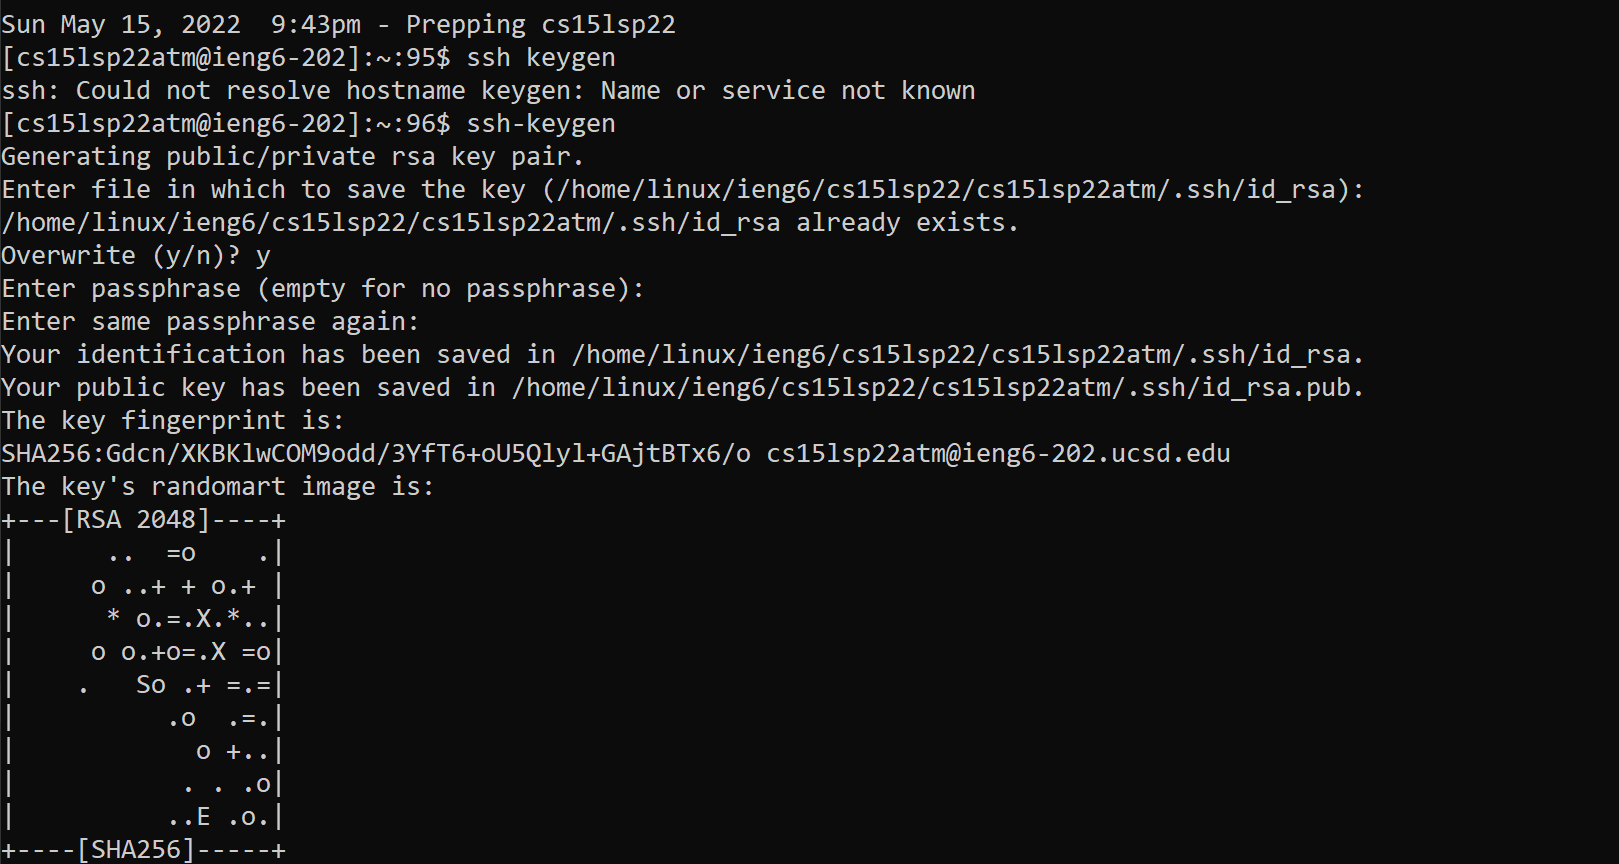 Sun May 15, 2022  9:43pm - Prepping cs15lsp22
[cs15lsp22atm@ieng6-202]:~:95$ ssh keygen
ssh: Could not resolve hostname keygen: Name or service not known
[cs15lsp22atm@ieng6-202]:~:96$ ssh-keygen
Generating public/private rsa key pair.
Enter file in which to save the key (/home/linux/ieng6/cs15lsp22/cs15lsp22atm/.ssh/id_rsa):
/home/linux/ieng6/cs15lsp22/cs15lsp22atm/.ssh/id_rsa already exists.
Overwrite (y/n)? y
Enter passphrase (empty for no passphrase):
Enter same passphrase again:
Your identification has been saved in /home/linux/ieng6/cs15lsp22/cs15lsp22atm/.ssh/id_rsa.
Your public key has been saved in /home/linux/ieng6/cs15lsp22/cs15lsp22atm/.ssh/id_rsa.pub.
The key fingerprint is:
SHA256:Gdcn/XKBKlwCOM9odd/3YfT6+oU5Qlyl+GAjtBTx6/o cs15lsp22atm@ieng6-202.ucsd.edu
The key's randomart image is:
+---[RSA 2048]----+
|      ..  =o    .|
|     o ..+ + o.+ |
|      * o.=.X.*..|
|     o o.+o=.X =o|
|    .   So .+ =.=|
|          .o  .=.|
|            o +..|
|           . . .o|
|          ..E .o.|
+----[SHA256]-----+